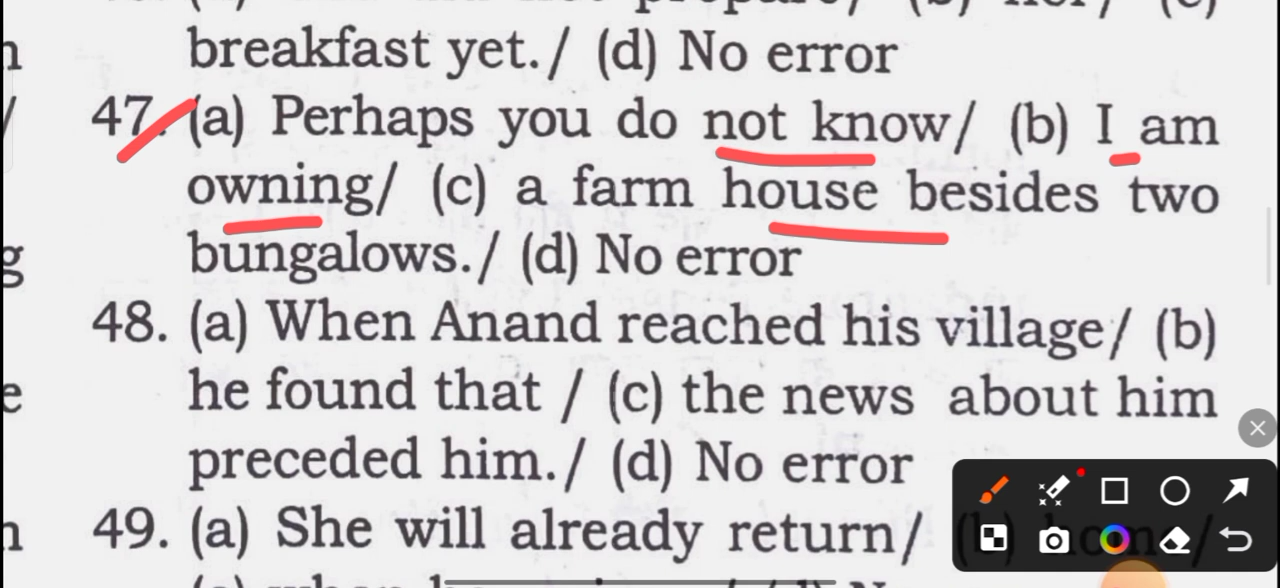 breakfast yet./ (d) No error
47. (a) Perhaps you do not know/ (b) I am
owning/ (c) a farm house besides two
bungalows./ (d) No error
48. (a) When Anand reached his village/ (b)
he found that / (c) the news about him
preceded him./ (d) No error
49. (a) She will already return/